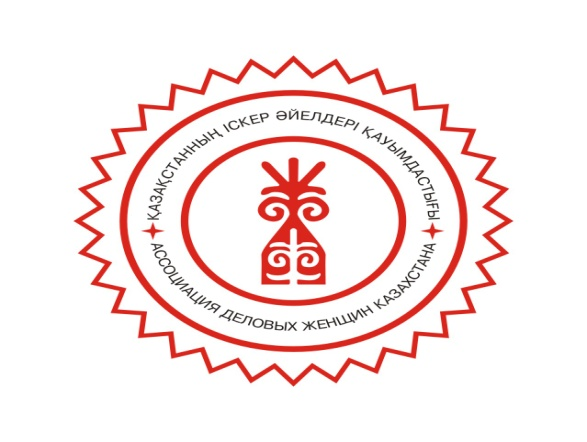 ҚАЗАҚСТАННЫҢ ІСКЕР ӘЙЕЛДЕРІ ҚАУЫМДАСТЫҒЫ
АССОЦИАЦИЯ ДЕЛОВЫХ ЖЕНЩИН КАЗАХСТАНА